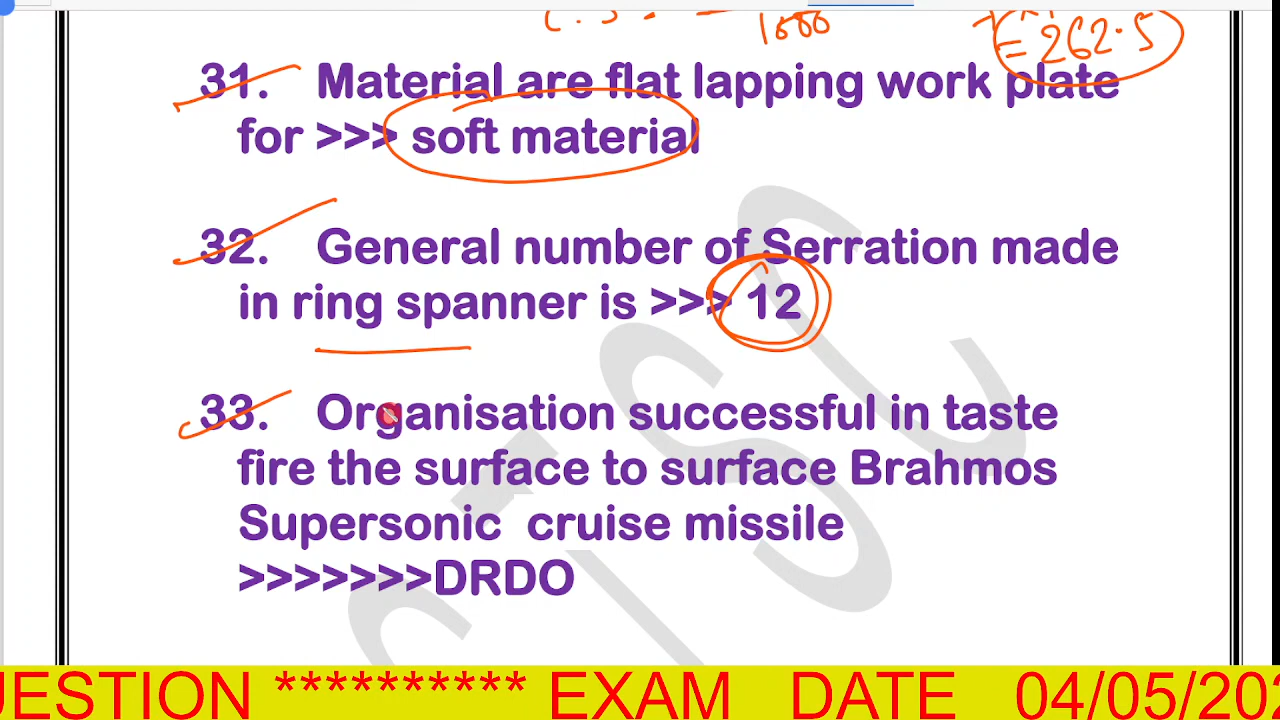 1000
= 262.5
31. Material are flat lapping work plate
for >>> soft material
32. General number of Serration made
in ring spanner is >>> 12
33. Organisation successful in taste
fire the surface to surface Brahmos
Supersonic cruise missile
>>>>>>>DRDO
UESTION ********** EXAM DATE 04/05/202